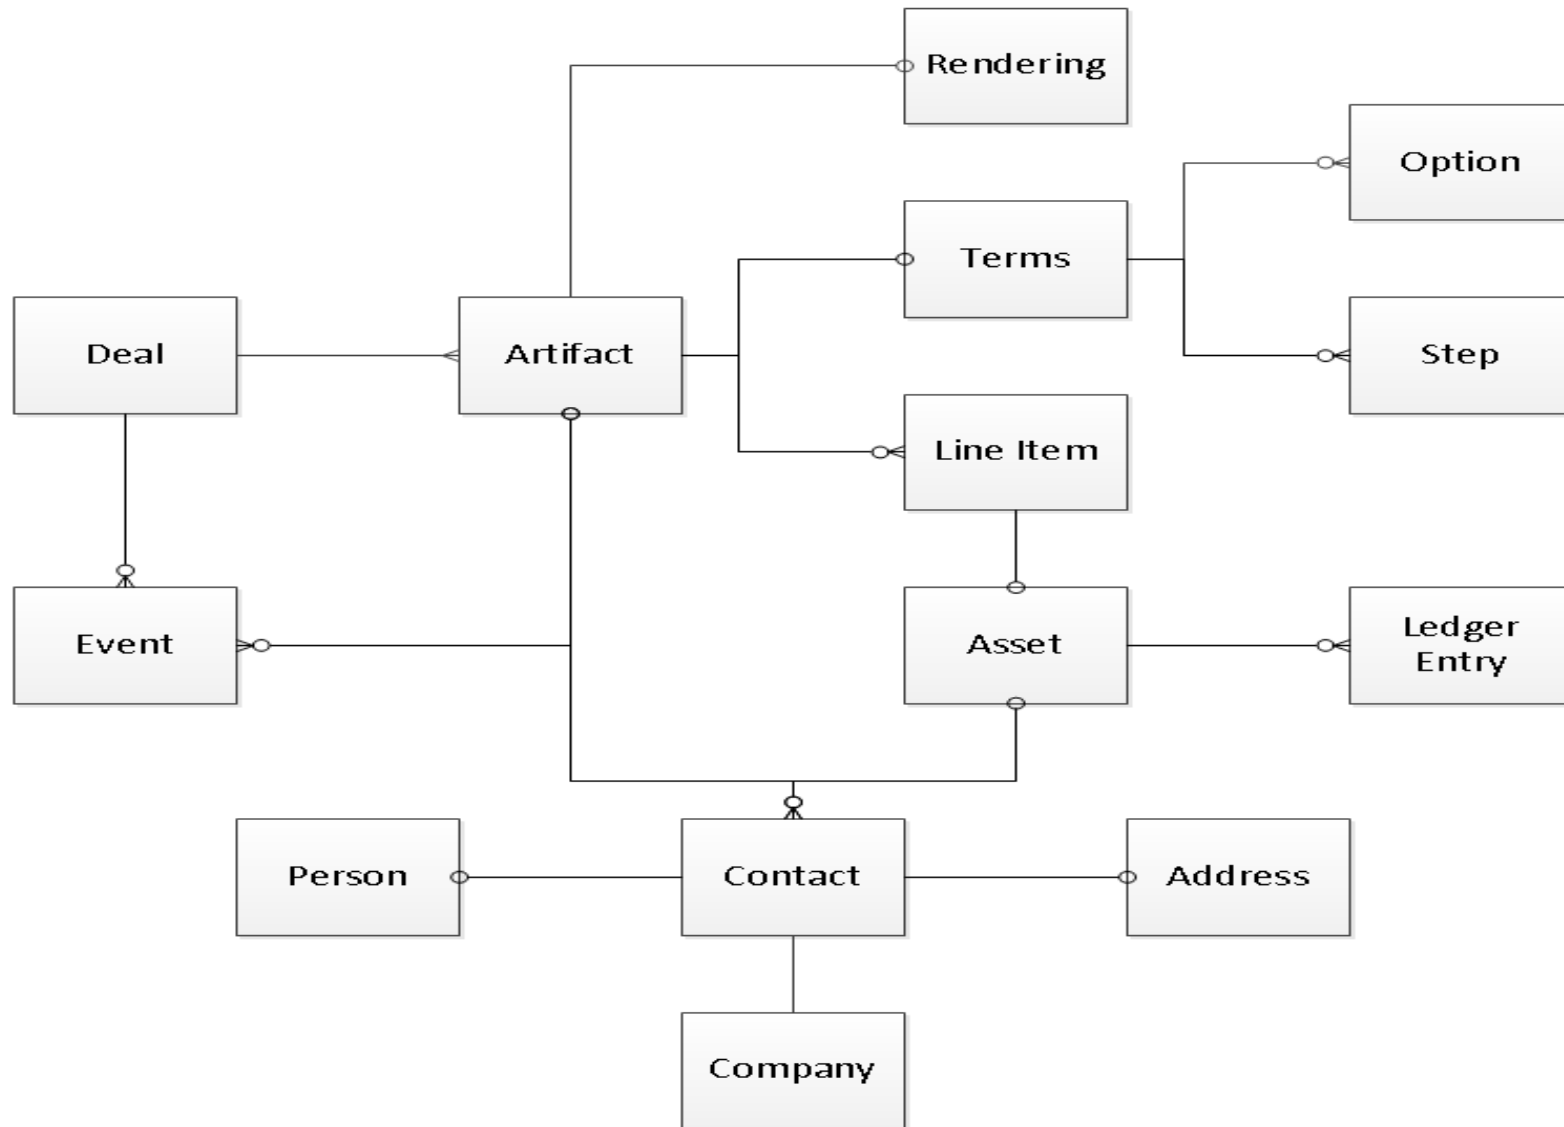 Rendering
Option
Terms
Deal
Artifact
Step
Line Item
Event
Asset
Ledger
Entry
Person
Contact
Address
Company